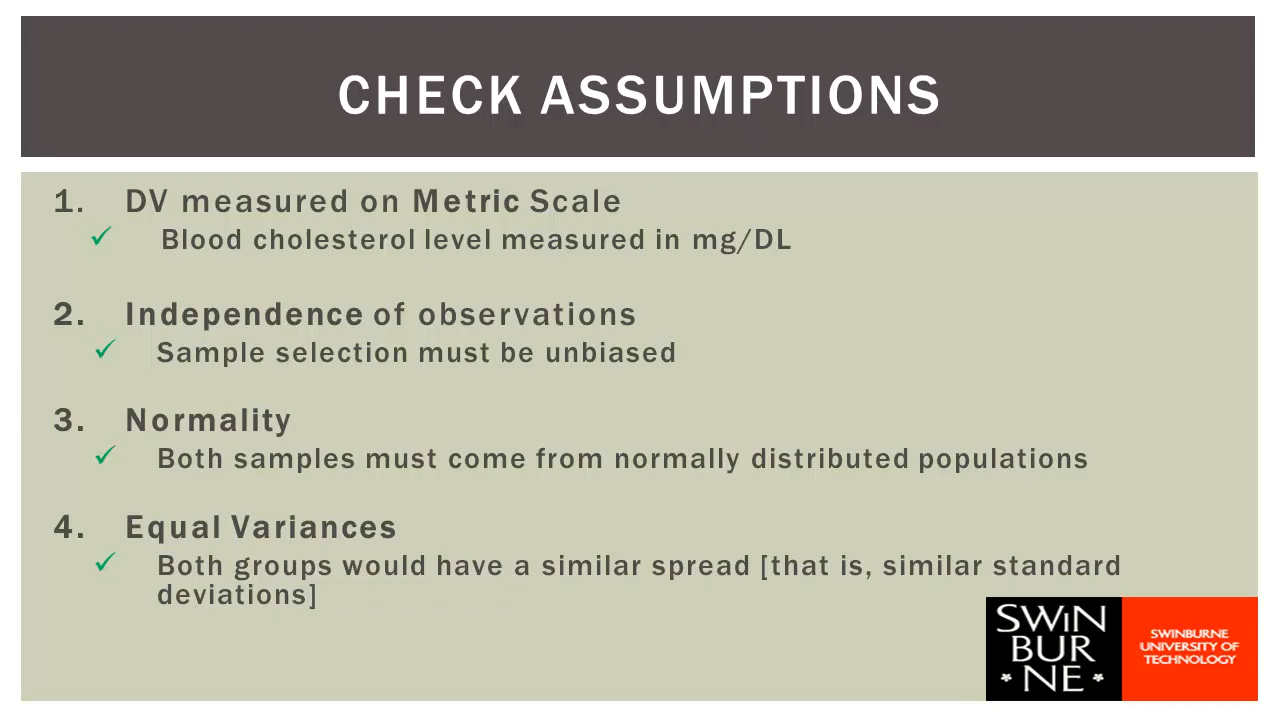 CHECK ASSUMPTIONS
1. DV measured on Metric Scale
✓ Blood cholesterol level measured in mg/DL
2. Independence of observations
✓ Sample selection must be unbiased
3. Normality
✓ Both samples must come from normally distributed populations
4. Equal Variances
✓ Both groups would have a similar spread [that is, similar standard
deviations]
SWiN
BUR
* NE *
SWINBURNE
UNIVERSITY OF
TECHNOLOGY